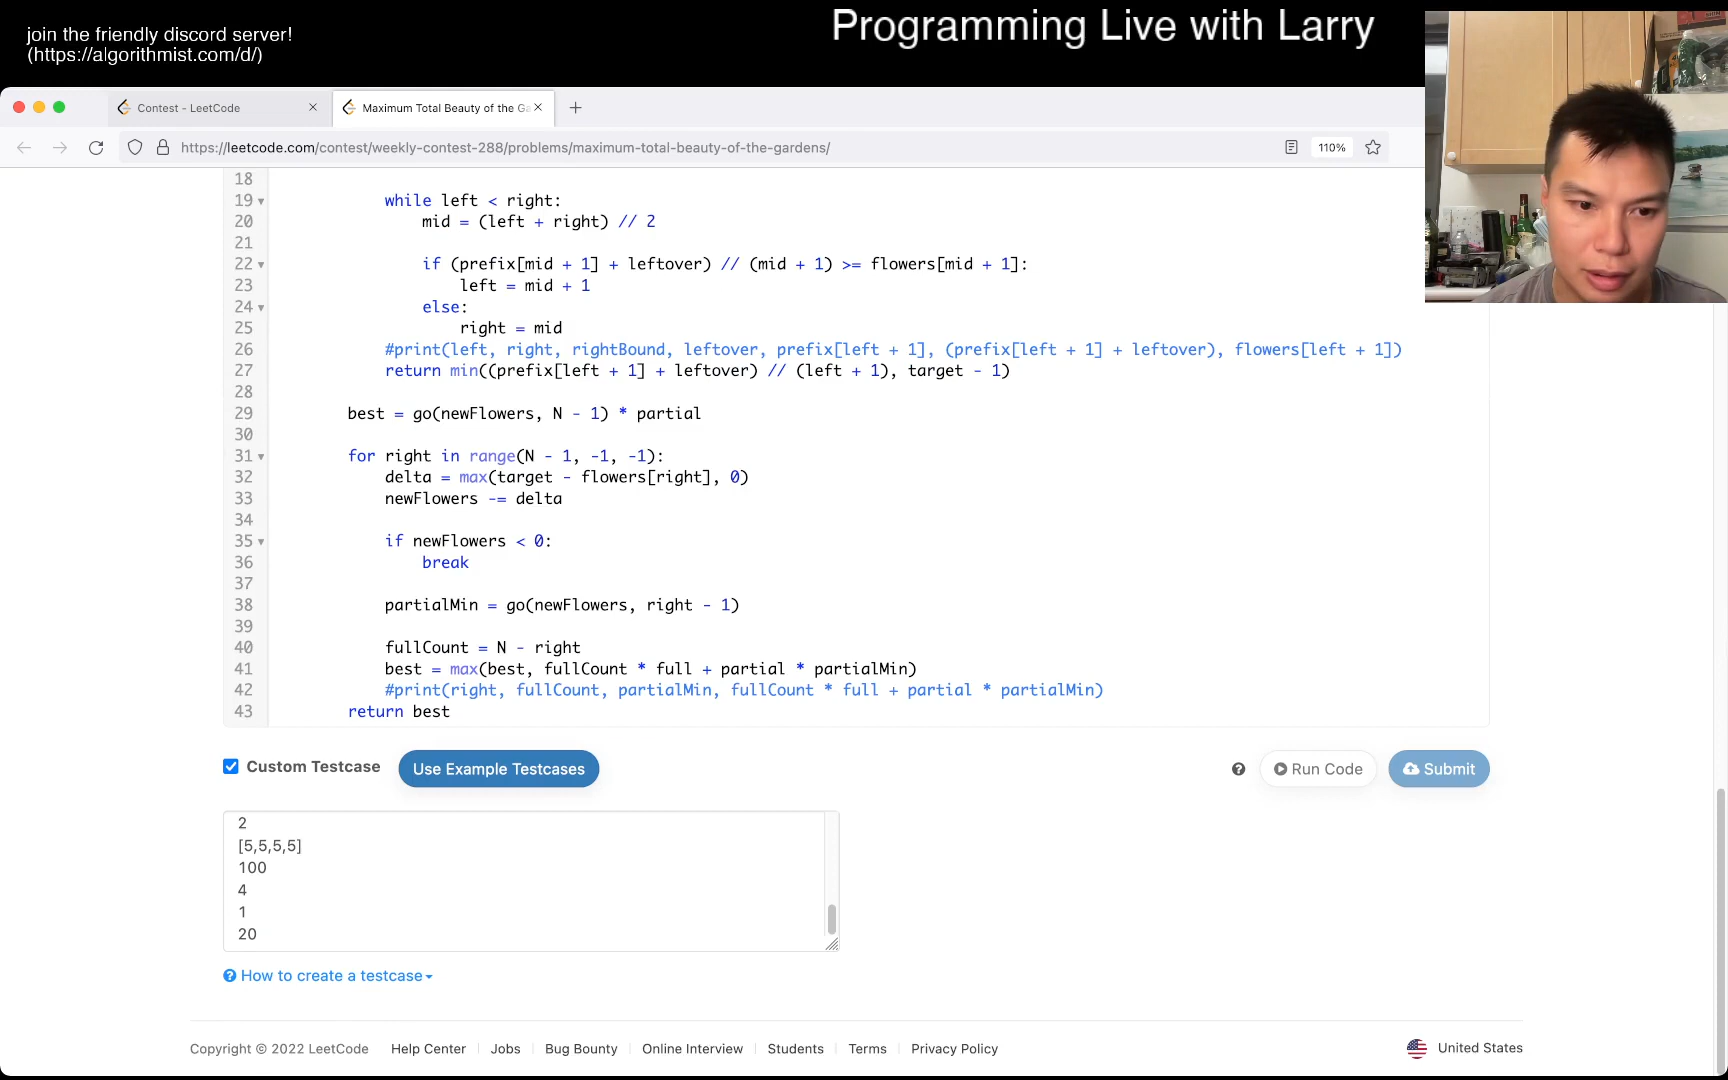 join the friendly discord server!
(https://algorithmist.com/d/)
Programming Live with Larry
Contest - LeetCode
Maximum Total Beauty of the Ga
https://leetcode.com/contest/weekly-contest-288/problems/maximum-total-beauty-of-the-gardens/
110%
18
19 while left < right:
20 mid = (left + right) // 2
21
22 if (prefix[mid + 1] + leftover) // (mid + 1) >= flowers[mid + 1]:
23 left = mid + 1
24 else:
25 right = mid
26 #print(left, right, rightBound, leftover, prefix[left + 1], (prefix[left + 1] + leftover), flowers[left + 1])
27 return min((prefix[left + 1] + leftover) // (left + 1), target - 1)
28
29 best = go(newFlowers, N - 1) * partial
30
31 for right in range(N - 1, -1, -1):
32 delta = max(target - flowers[right], 0)
33 newFlowers -= delta
34
35 if newFlowers < 0:
36 break
37
38 partialMin = go(newFlowers, right - 1)
39
40 fullCount = N - right
41 best = max(best, fullCount * full + partial * partialMin)
42 #print(right, fullCount, partialMin, fullCount * full + partial * partialMin)
43 return best
Custom Testcase
Use Example Testcases
Run Code
Submit
2
[5,5,5,5]
100
4
1
20
How to create a testcase
Copyright © 2022 LeetCode
Help Center
Jobs
Bug Bounty
Online Interview
Students
Terms
Privacy Policy
United States